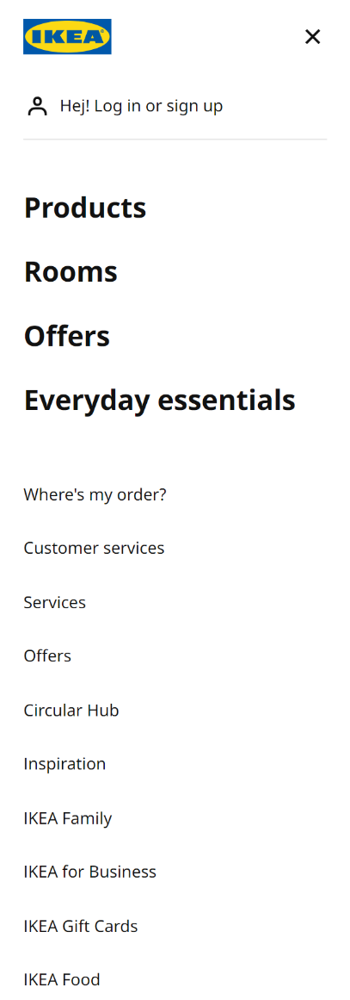 IKEA
Hej! Log in or sign up
Products
Rooms
Offers
Everyday essentials
Where's my order?
Customer services
Services
Offers
Circular Hub
Inspiration
IKEA Family
IKEA for Business
IKEA Gift Cards
IKEA Food